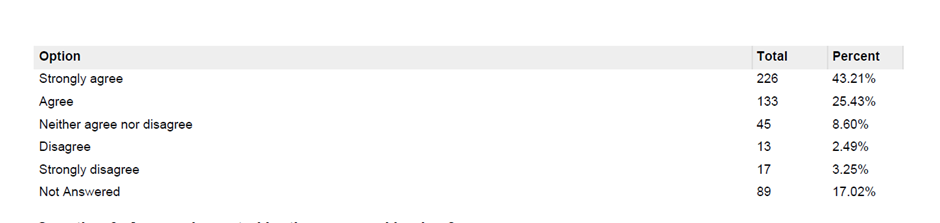 Option Total Percent
Strongly agree 226 43.21%
Agree 133 25.43%
Neither agree nor disagree 45 8.60%
Disagree 13 2.49%
Strongly disagree 17 3.25%
Not Answered 89 17.02%